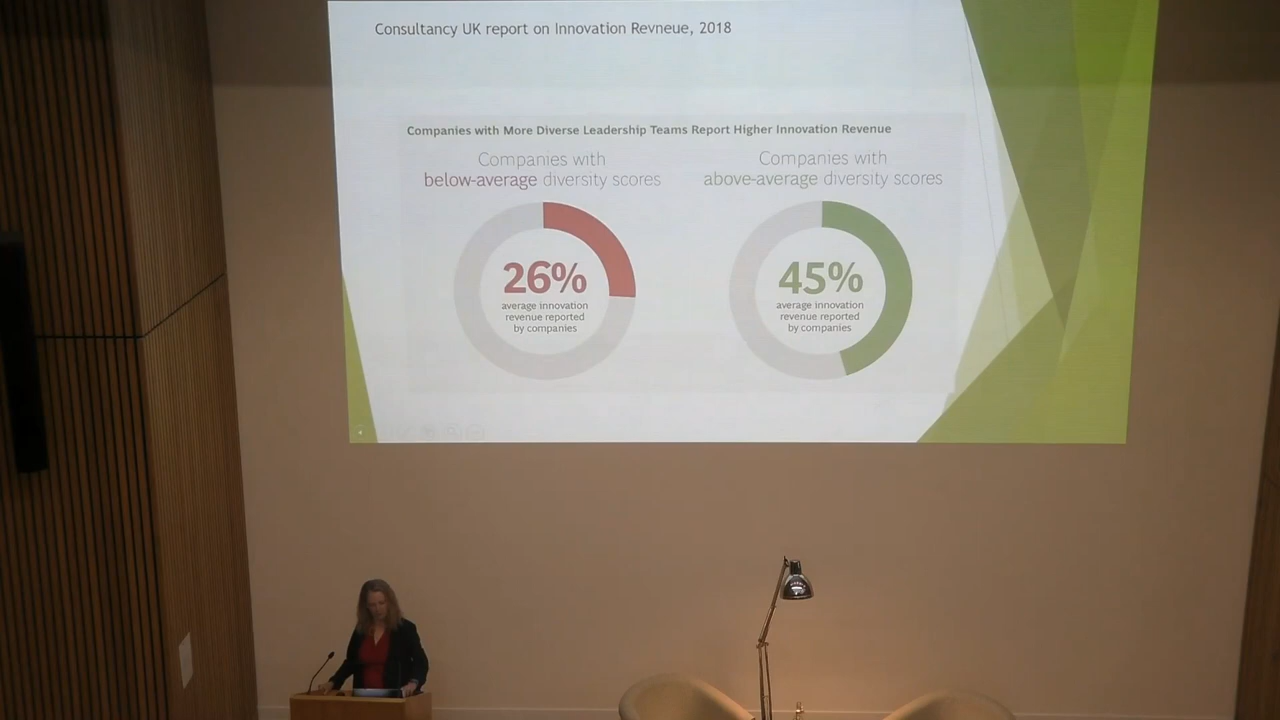 Consultancy UK report on Innovation Revneue, 2018
Companies with More Diverse Leadership Teams Report Higher Innovation Revenue
Companies with
below-average diversity scores
26%
average innovation
revenue reported
by companies
Companies with
above-average diversity scores
45%
average innovation
revenue reported
by companies